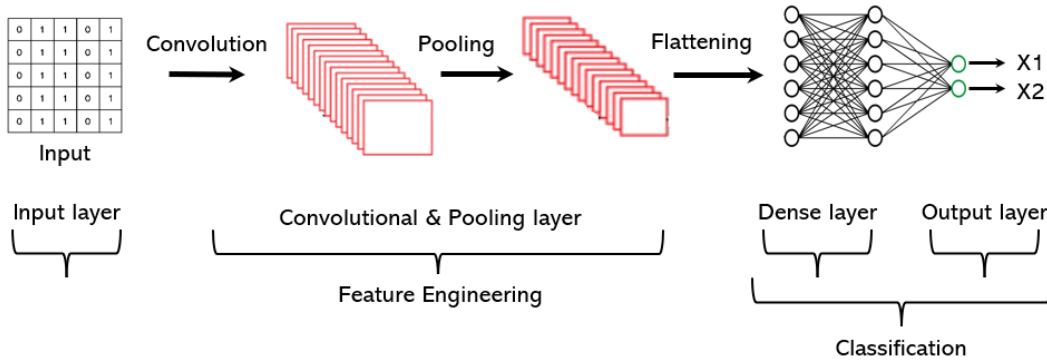 0 1 1 0 1
0 1 1 0 1
0 1 1 0 1
0 1 1 0 1
0 1 1 0 1
Input
Convolution
Pooling
Flattening
X1
X2
Input layer
Convolutional & Pooling layer
Dense layer
Output layer
Feature Engineering
Classification